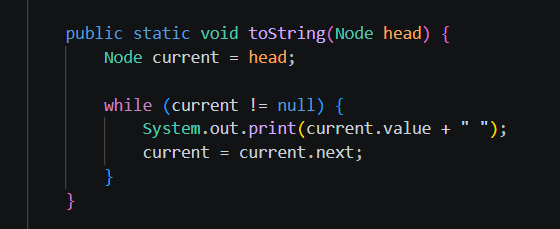 public static void toString(Node head) {
    Node current = head;

    while (current != null) {
        System.out.print(current.value + " ");
        current = current.next;
    }
}